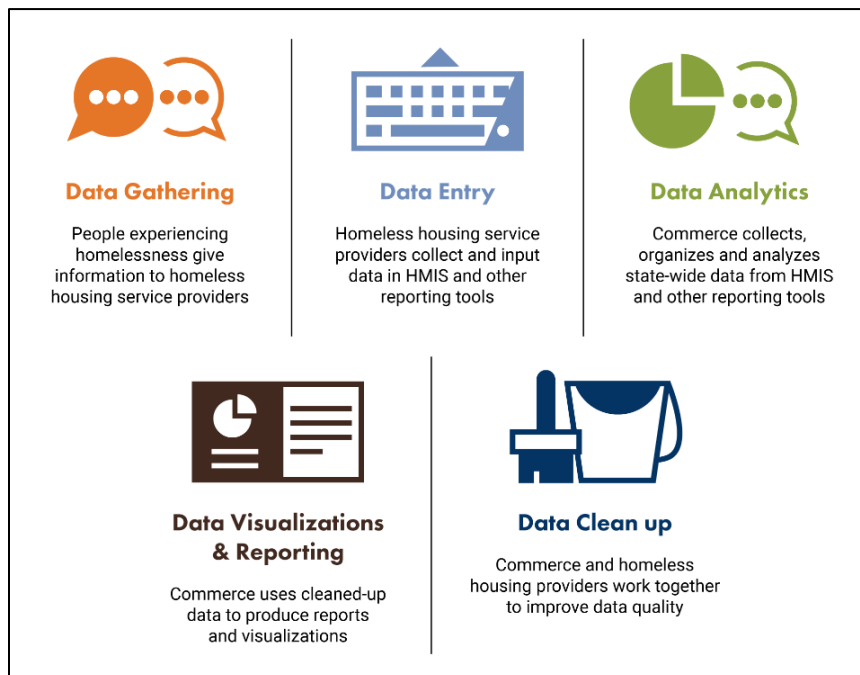 Data Gathering
People experiencing
homelessness give
information to homeless
housing service providers
Data Entry
Homeless housing service
providers collect and input
data in HMIS and other
reporting tools
Data Analytics
Commerce collects,
organizes and analyzes
state-wide data from HMIS
and other reporting tools
Data Visualizations
& Reporting
Commerce uses cleaned-up
data to produce reports
and visualizations
Data Clean up
Commerce and homeless
housing providers work together
to improve data quality